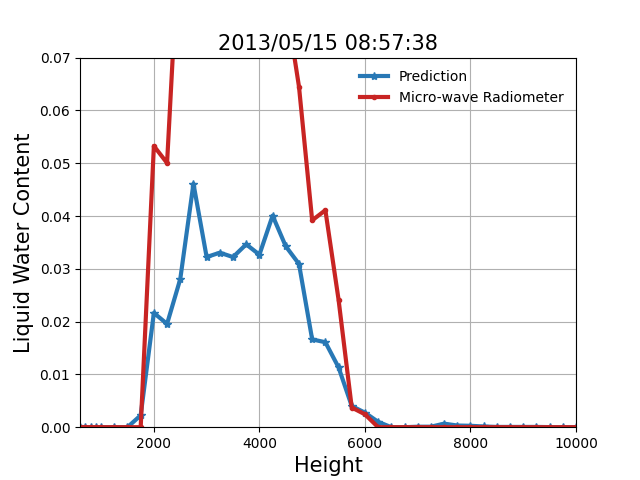 2013/05/15 08:57:38
Prediction
Micro-wave Radiometer
0.07
0.06
0.05
0.04
0.03
0.02
0.01
0.00
Liquid Water Content
2000 4000 6000 8000 10000
Height